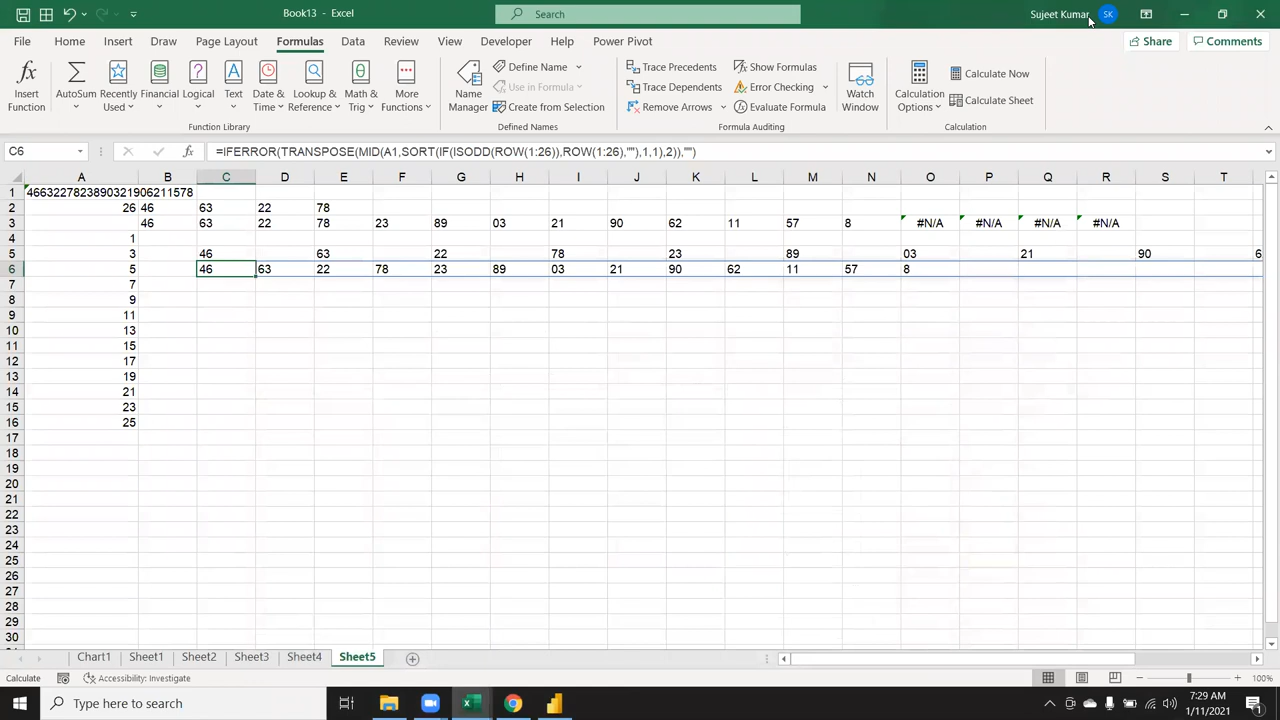 Book13 - Excel
Search
Sujeet Kumar
SK
File Home Insert Draw Page Layout Formulas Data Review View Developer Help Power Pivot
Share Comments
Insert Function
AutoSum
Recently Used
Financial
Logical
Text
Date & Time
Lookup & Reference
Math & Trig
More Functions
Function Library
Name Manager
Define Name
Use in Formula
Create from Selection
Defined Names
Trace Precedents
Trace Dependents
Remove Arrows
Show Formulas
Error Checking
Evaluate Formula
Watch Window
Formula Auditing
Calculation Options
Calculate Now
Calculate Sheet
Calculation
C6
=IFERROR(TRANSPOSE(MID(A1,SORT(IF(ISODD(ROW(1:26)),ROW(1:26),""),1,1),2)),"")
A B C D E F G H I J K L M N O P Q R S T
1 4663227823890321906211578
2 26 46 63 22 78
3 46 63 22 78 23 89 03 21 90 62 11 57 8 #N/A #N/A #N/A #N/A
4 1
5 3 46 63 22 78 23 89 03 21 90 6
6 5 46 63 22 78 23 89 03 21 90 62 11 57 8
7 7
8 9
9 11
10 13
11 15
12 17
13 19
14 21
15 23
16 25
17
18
19
20
21
22
23
24
25
26
27
28
29
30
Chart1 Sheet1 Sheet2 Sheet3 Sheet4 Sheet5
Calculate Accessibility: Investigate
100%
Type here to search
7:29 AM
1/11/2021